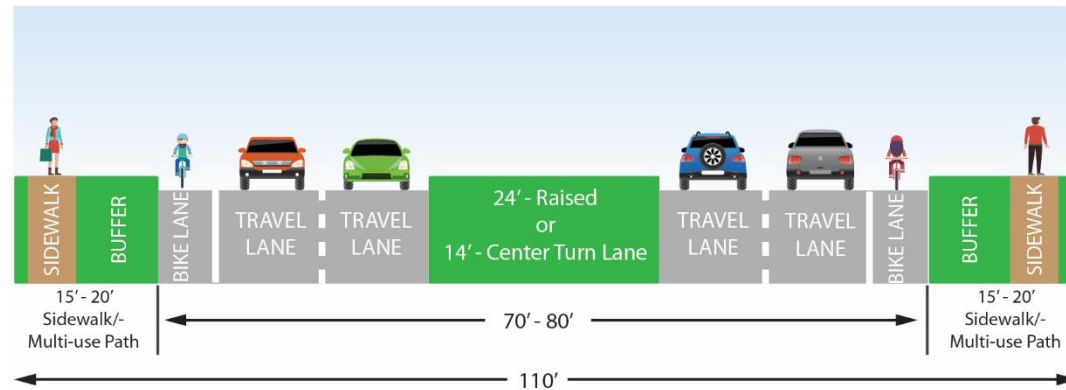 SIDEWALK
BUFFER
BIKE LANE
TRAVEL
LANE
TRAVEL
LANE
24' - Raised
or
14' - Center Turn Lane
TRAVEL
LANE
TRAVEL
LANE
BIKE LANE
BUFFER
SIDEWALK
15' - 20'
Sidewalk/-
Multi-use Path
70' - 80'
15' - 20'
Sidewalk/-
Multi-use Path
110'